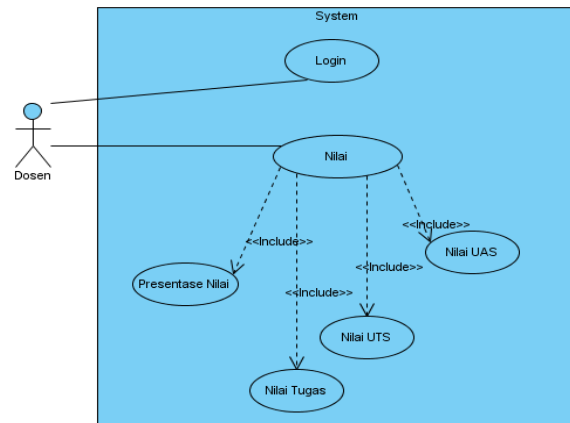 System
Login
Dosen
Nilai
<<Include>>
<<Include>>
Nilai UAS
<<Include>>
<<Include>>
Presentase Nilai
Nilai UTS
Nilai Tugas